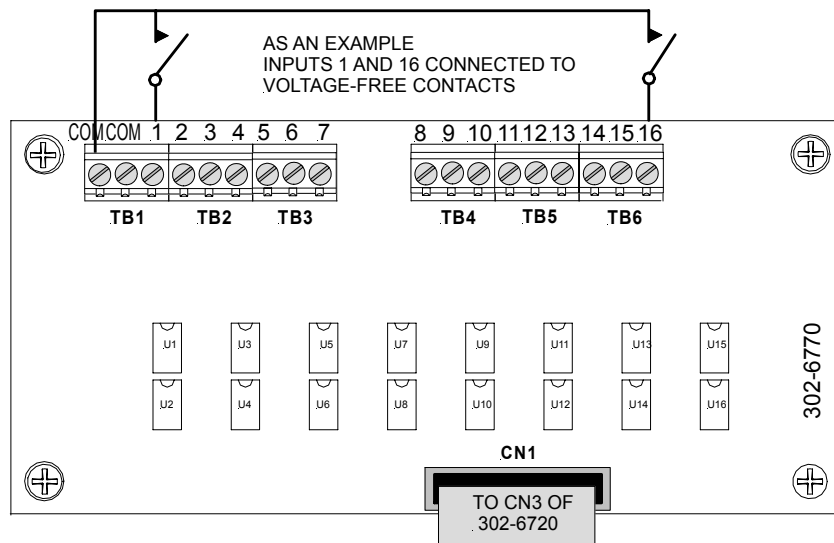 AS AN EXAMPLE
INPUTS 1 AND 16 CONNECTED TO
VOLTAGE-FREE CONTACTS
COM COM 1 2 3 4 5 6 7 8 9 10 11 12 13 14 15 16
TB1 TB2 TB3 TB4 TB5 TB6
U1 U3 U5 U7 U9 U11 U13 U15
U2 U4 U6 U8 U10 U12 U14 U16
302-6770
CN1
TO CN3 OF
302-6720